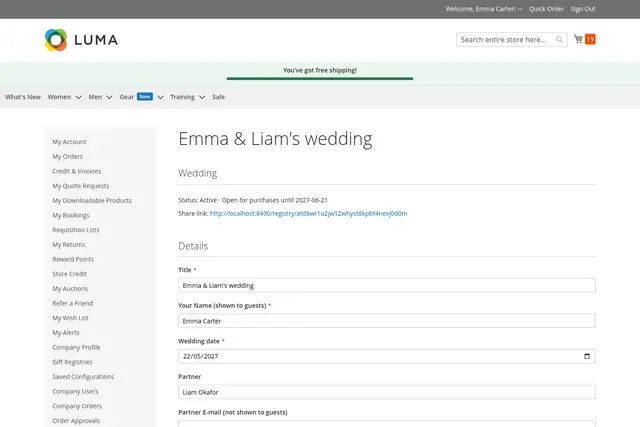 Welcome, Emma Carter! Quick Order Sign Out
LUMA
Search entire store here...
19
You've got free shipping!
What's New Women Men Gear New Training Sale
My Account
My Orders
Credit & Invoices
My Quote Requests
My Downloadable Products
My Bookings
Requisition Lists
My Returns
Reward Points
Store Credit
My Auctions
Refer a Friend
My Wish List
My Alerts
Company Profile
Gift Registries
Saved Configurations
Company Users
Company Orders
Order Approvals
Emma & Liam's wedding
Wedding
Status: Active · Open for purchases until 2027-06-21
Share link: http://localhost:8490/registry/atd8wr1u2jw12whyst8kpbt4nexj0d0m
Details
Title *
Emma & Liam's wedding
Your Name (shown to guests) *
Emma Carter
Wedding date *
22/05/2027
Partner
Liam Okafor
Partner E-mail (not shown to guests)